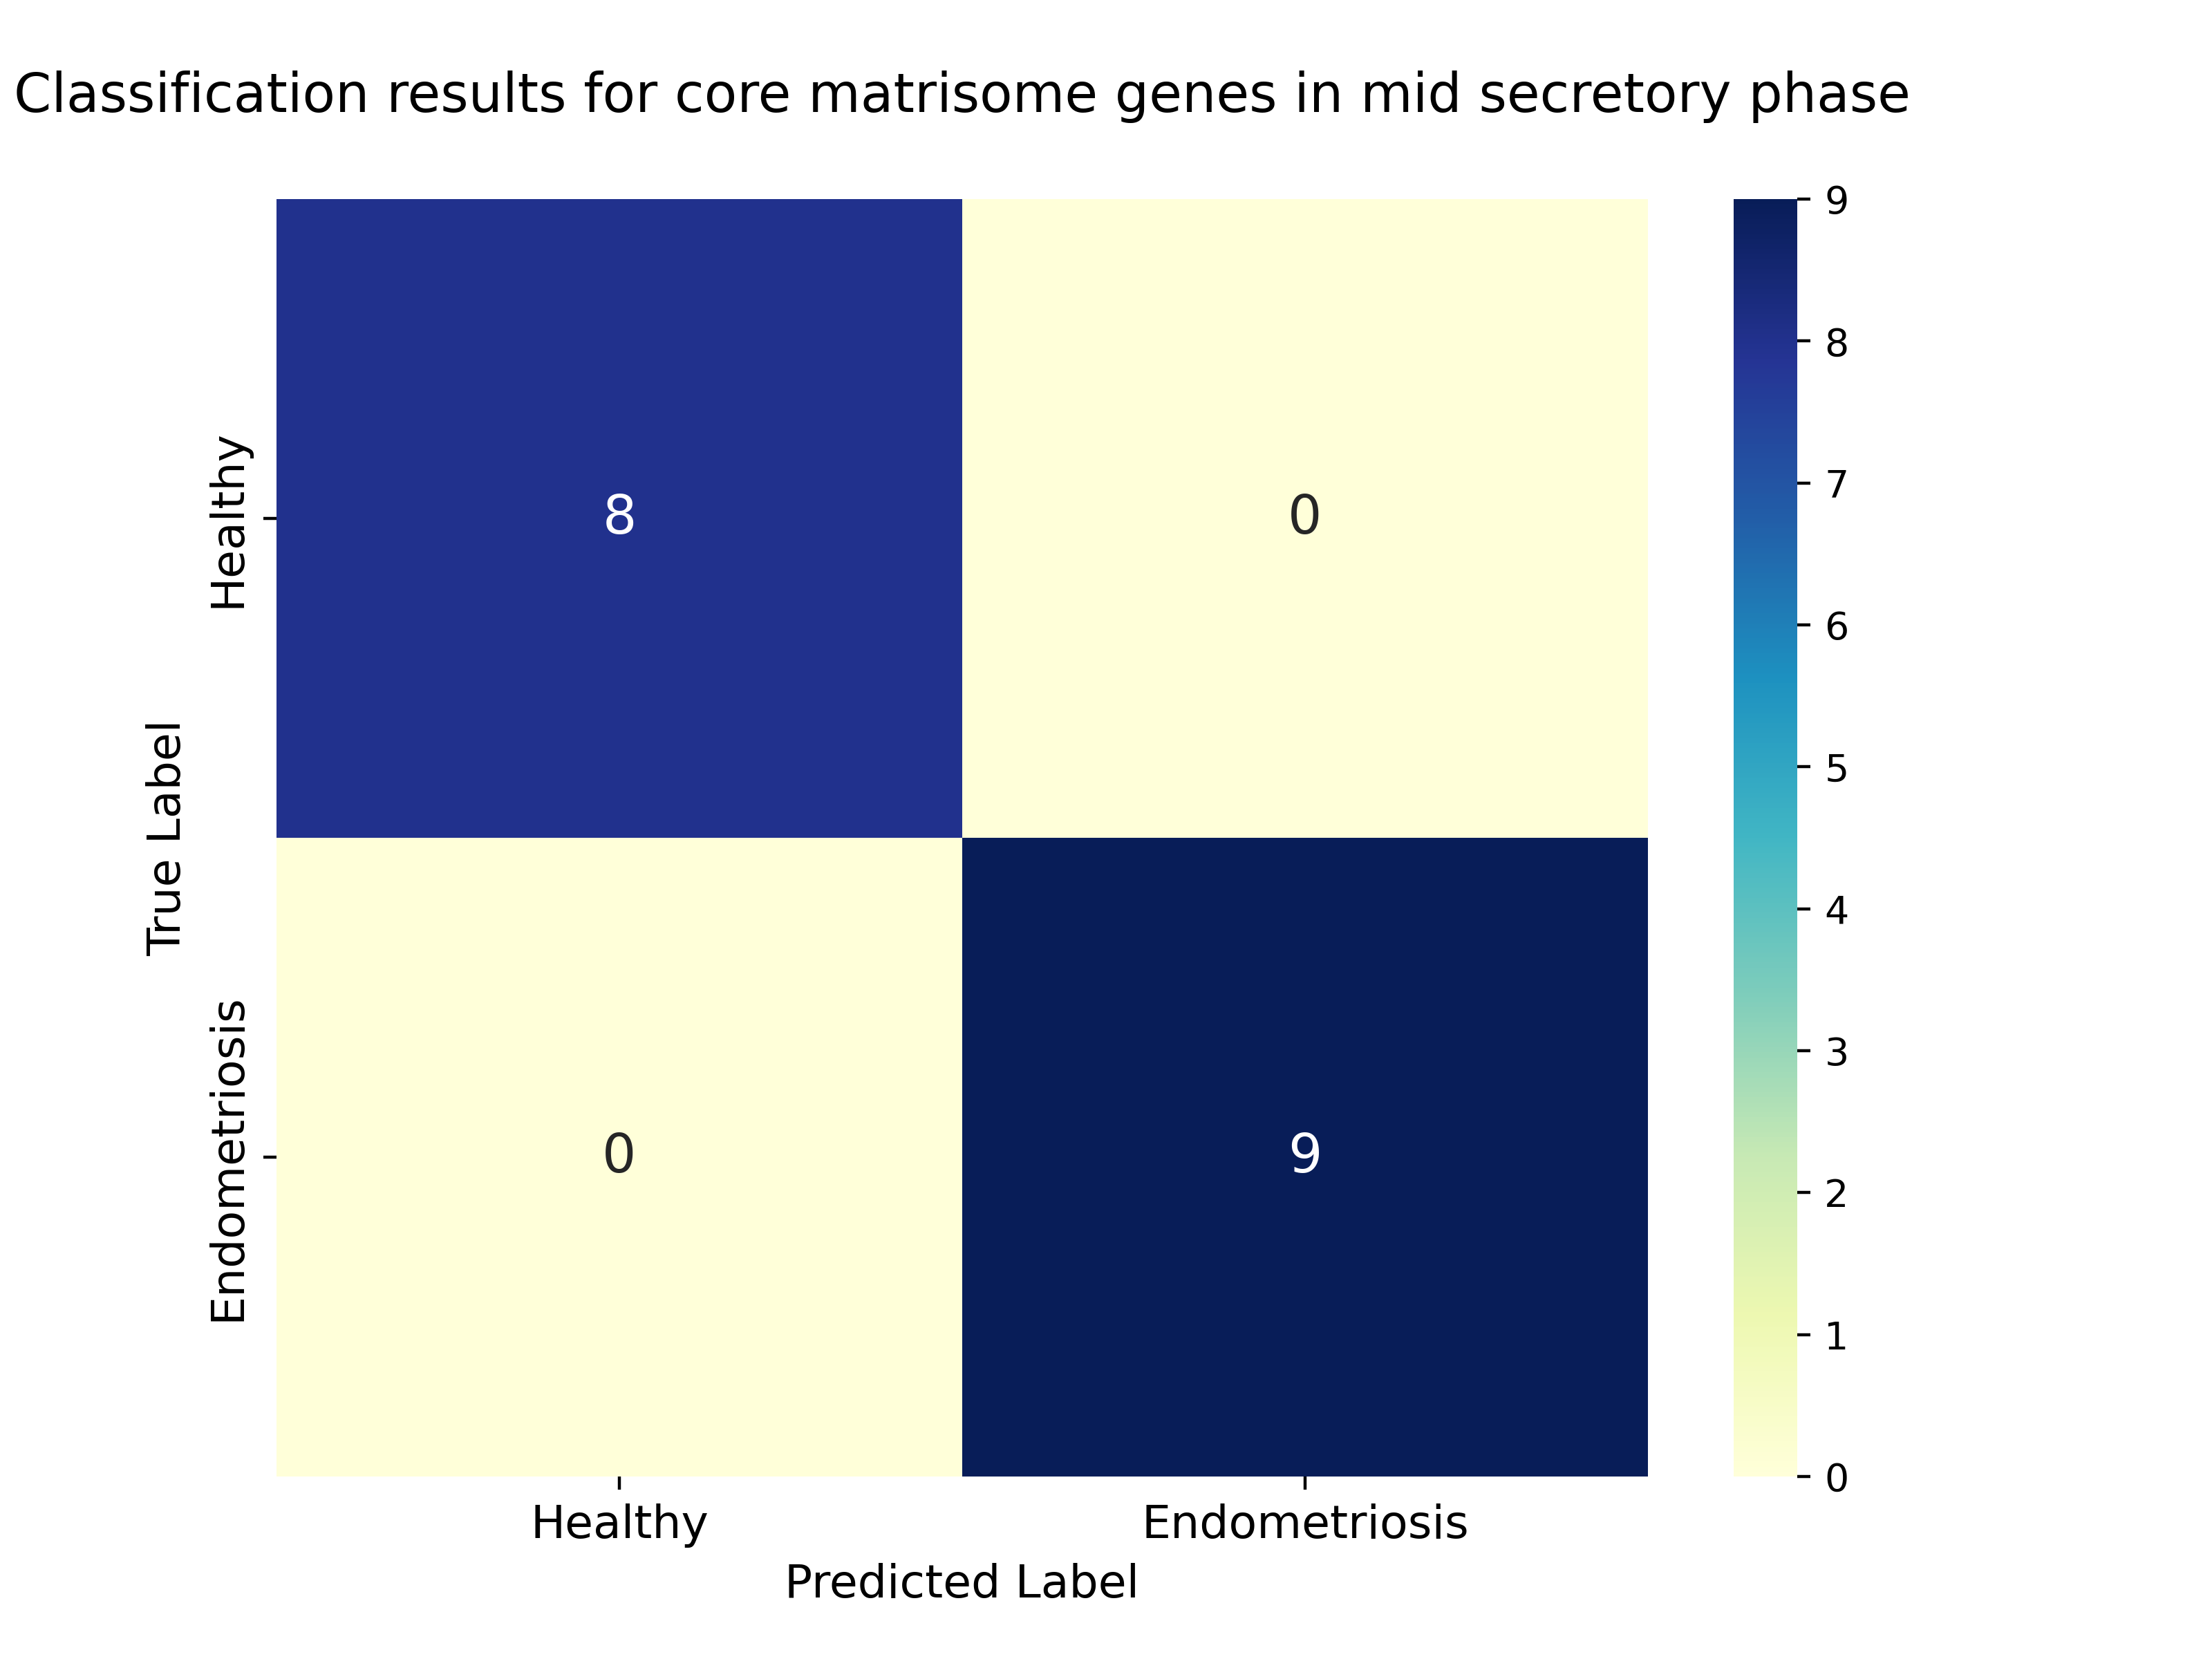 Classification results for core matrisome genes in mid secretory phase
True Label
Healthy
Endometriosis
8
0
0
9
Healthy
Endometriosis
Predicted Label
9
8
7
6
5
4
3
2
1
0